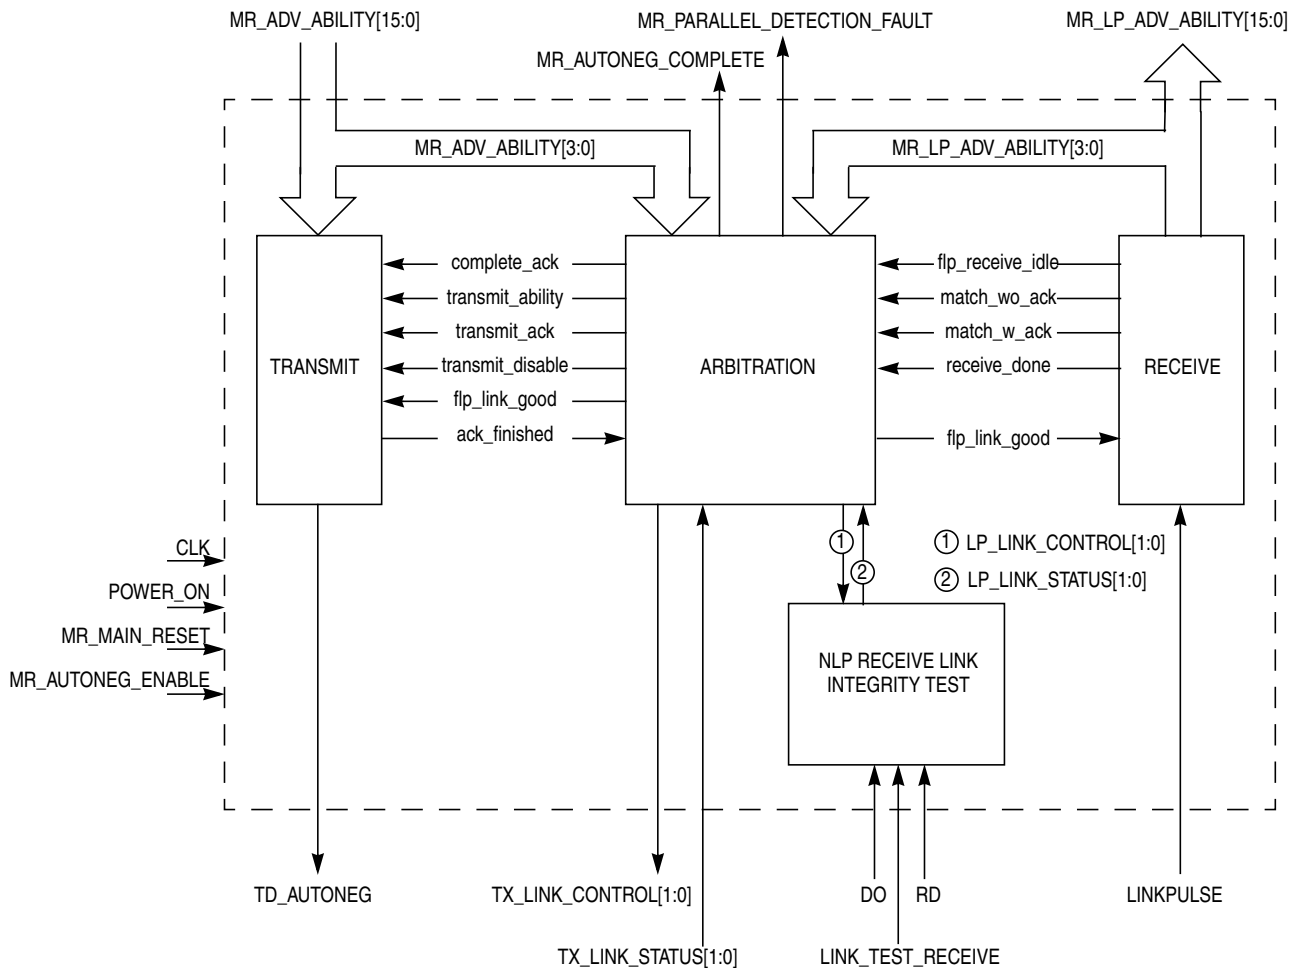 MR_ADV_ABILITY[15:0]
MR_PARALLEL_DETECTION_FAULT
MR_LP_ADV_ABILITY[15:0]
MR_AUTONEG_COMPLETE
MR_ADV_ABILITY[3:0]
MR_LP_ADV_ABILITY[3:0]
TRANSMIT
complete_ack
transmit_ability
transmit_ack
transmit_disable
flp_link_good
ack_finished
ARBITRATION
flp_receive_idle
match_wo_ack
match_w_ack
receive_done
flp_link_good
RECEIVE
1
2
1 LP_LINK_CONTROL[1:0]
2 LP_LINK_STATUS[1:0]
CLK
POWER_ON
MR_MAIN_RESET
MR_AUTONEG_ENABLE
NLP RECEIVE LINK
INTEGRITY TEST
TD_AUTONEG
TX_LINK_CONTROL[1:0]
DO
RD
LINKPULSE
TX_LINK_STATUS[1:0]
LINK_TEST_RECEIVE